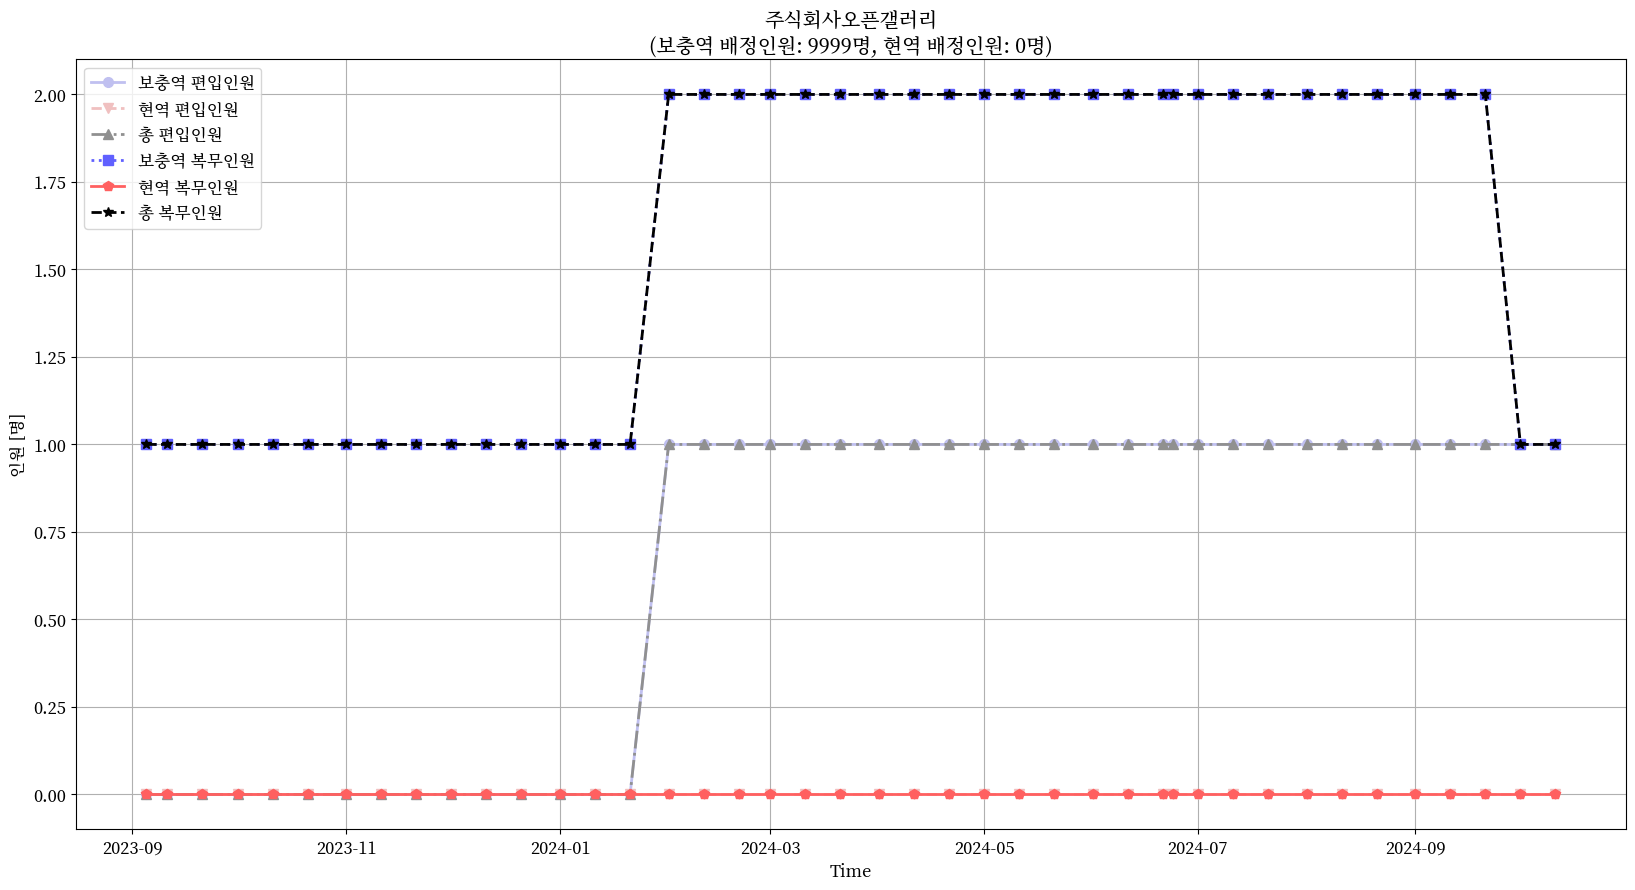 주식회사오픈갤러리
(보충역 배정인원: 9999명, 현역 배정인원: 0명)
보충역 편입인원
현역 편입인원
총 편입인원
보충역 복무인원
현역 복무인원
총 복무인원
2.00
1.75
1.50
1.25
1.00
0.75
0.50
0.25
0.00
인원 [명]
2023-09 2023-11 2024-01 2024-03 2024-05 2024-07 2024-09
Time